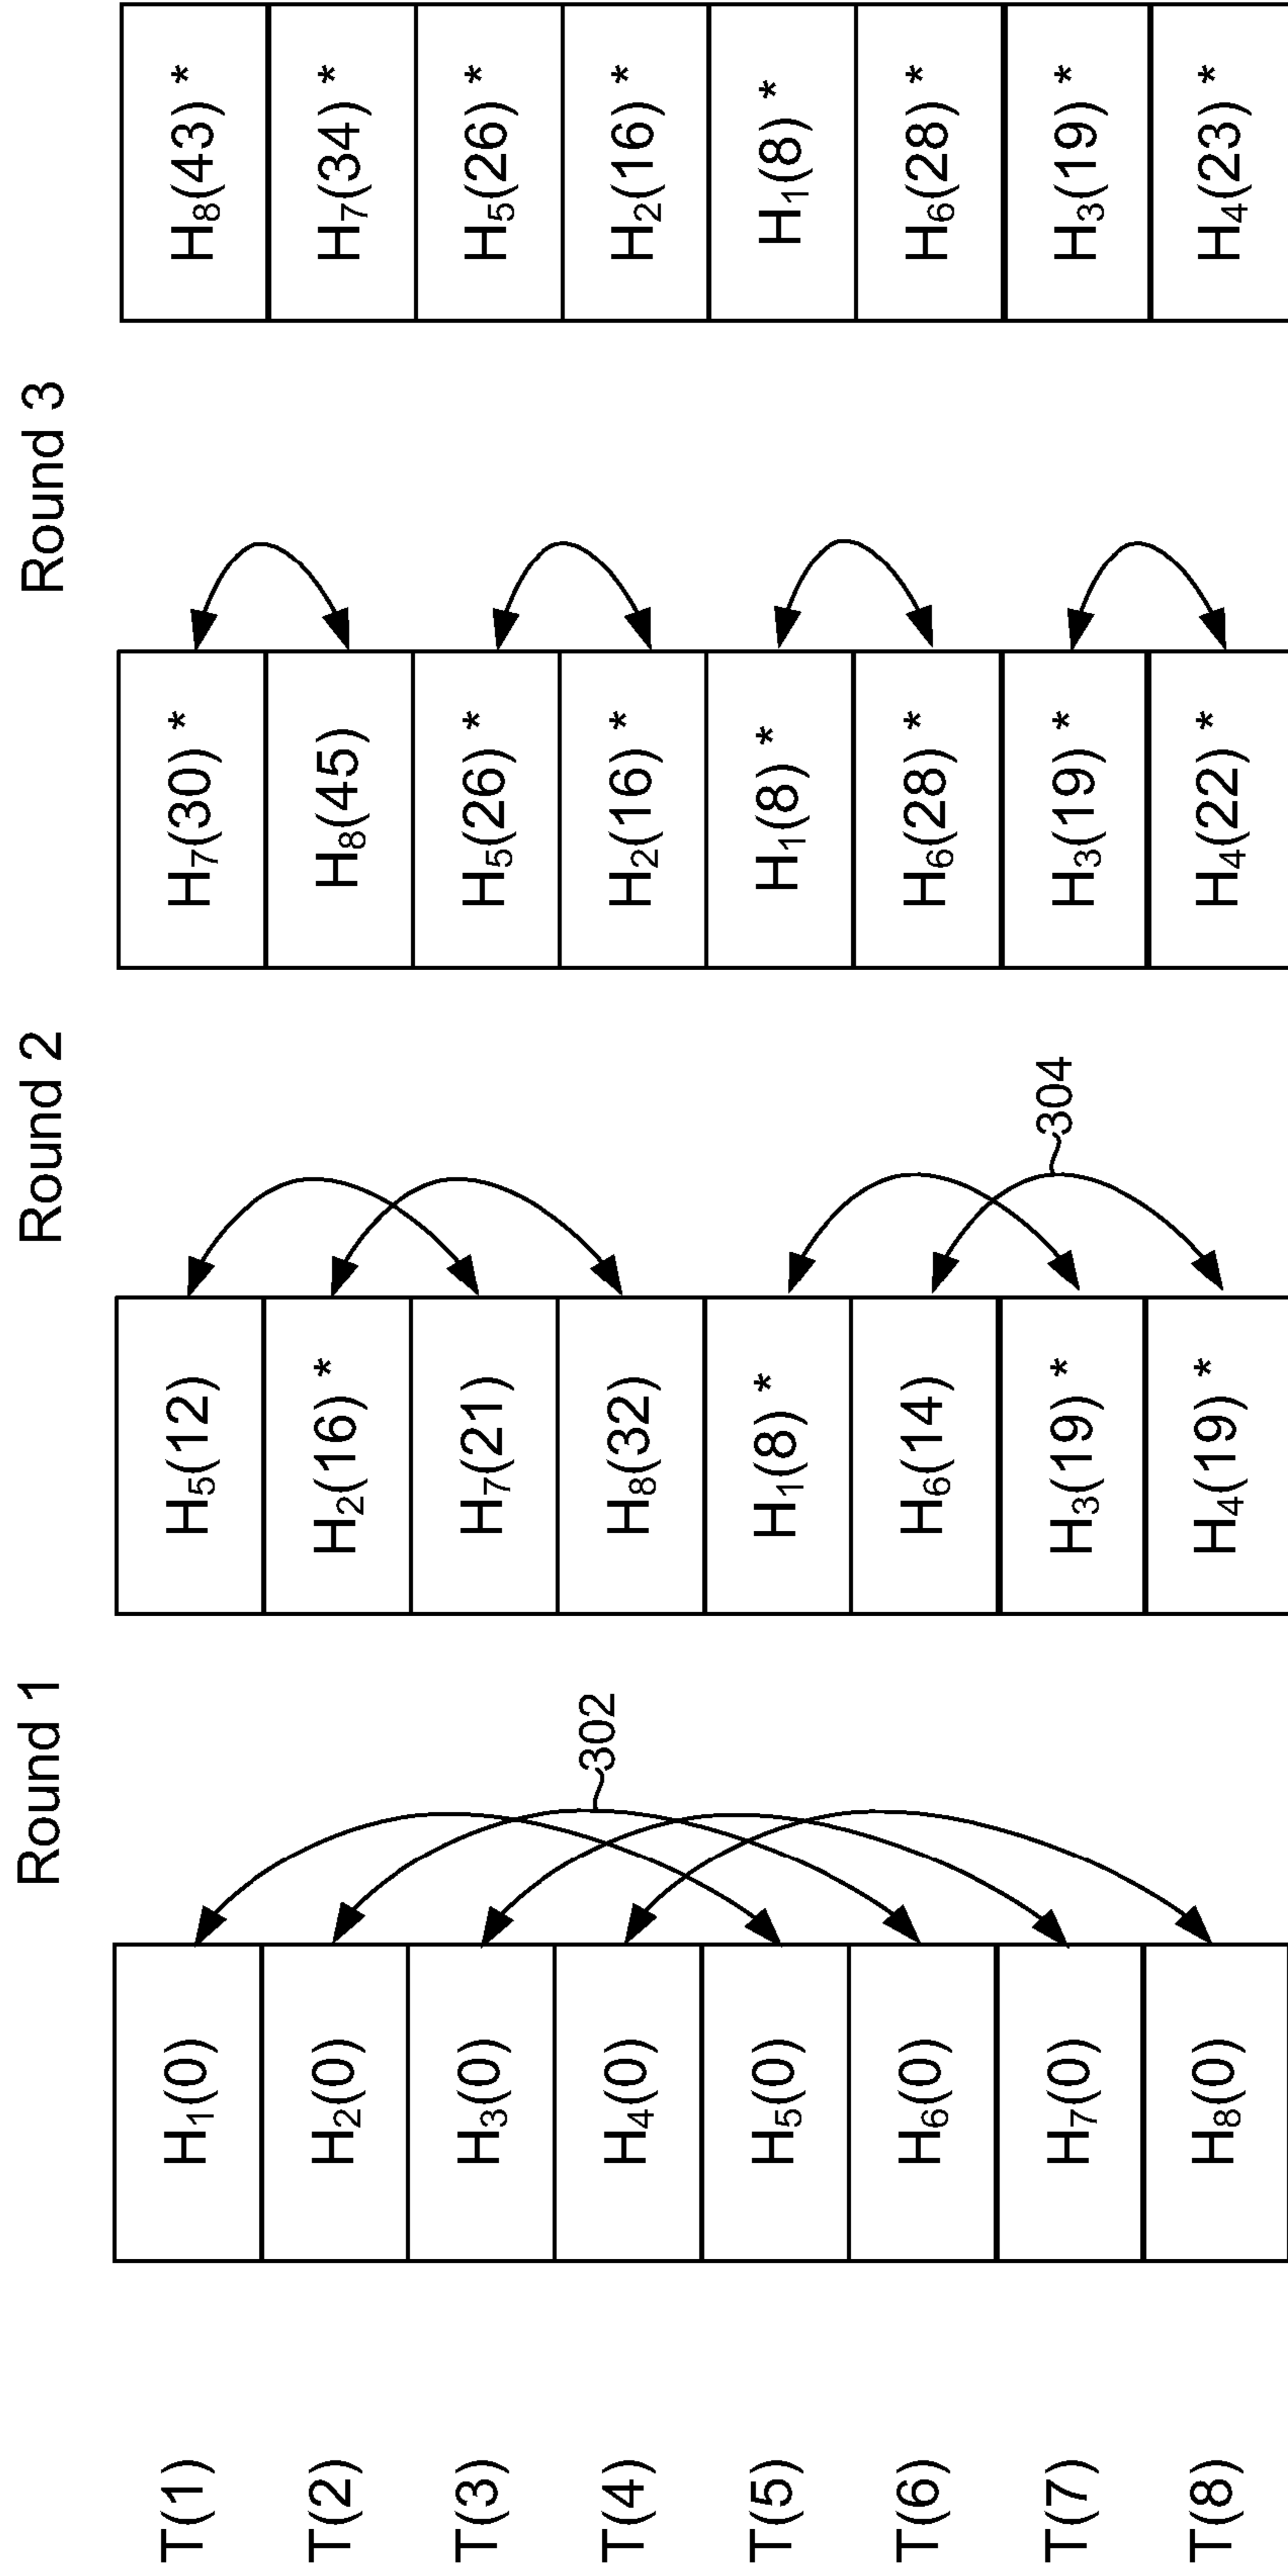 Round 1 Round 2 Round 3
T(1) H₁(0) H₅(12) H₇(30) * H₈(43) *
T(2) H₂(0) H₂(16) * H₈(45) H₇(34) *
T(3) H₃(0) H₇(21) H₅(26) * H₅(26) *
302
T(4) H₄(0) H₈(32) H₂(16) * H₂(16) *
T(5) H₅(0) H₁(8) * H₁(8) * H₁(8) *
T(6) H₆(0) H₆(14) H₆(28) * H₆(28) *
304
T(7) H₇(0) H₃(19) * H₃(19) * H₃(19) *
T(8) H₈(0) H₄(19) * H₄(22) * H₄(23) *